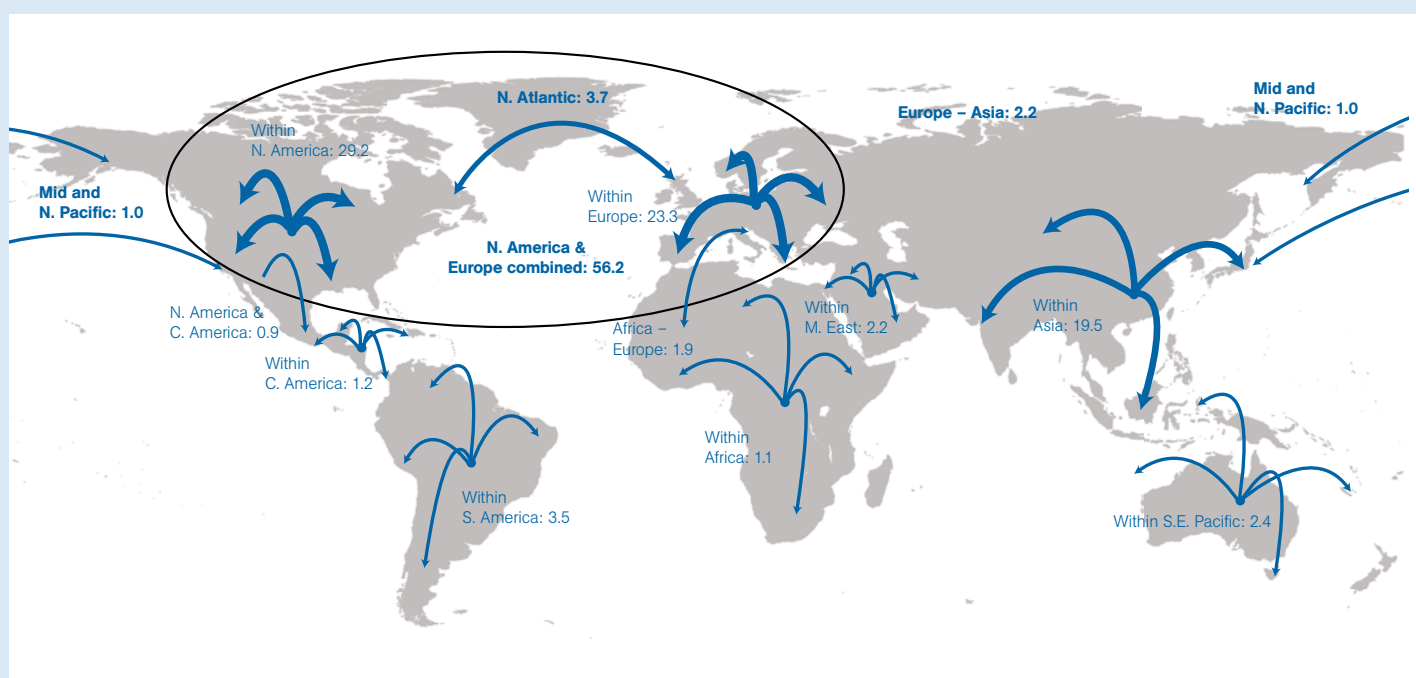 N. Atlantic: 3.7
Europe – Asia: 2.2
Mid and
N. Pacific: 1.0
Within
N. America: 29.2
Mid and
N. Pacific: 1.0
Within
Europe: 23.3
N. America &
Europe combined: 56.2
N. America &
C. America: 0.9
Within
C. America: 1.2
Africa –
Europe: 1.9
Within
M. East: 2.2
Within
Asia: 19.5
Within
Africa: 1.1
Within
S. America: 3.5
Within S.E. Pacific: 2.4